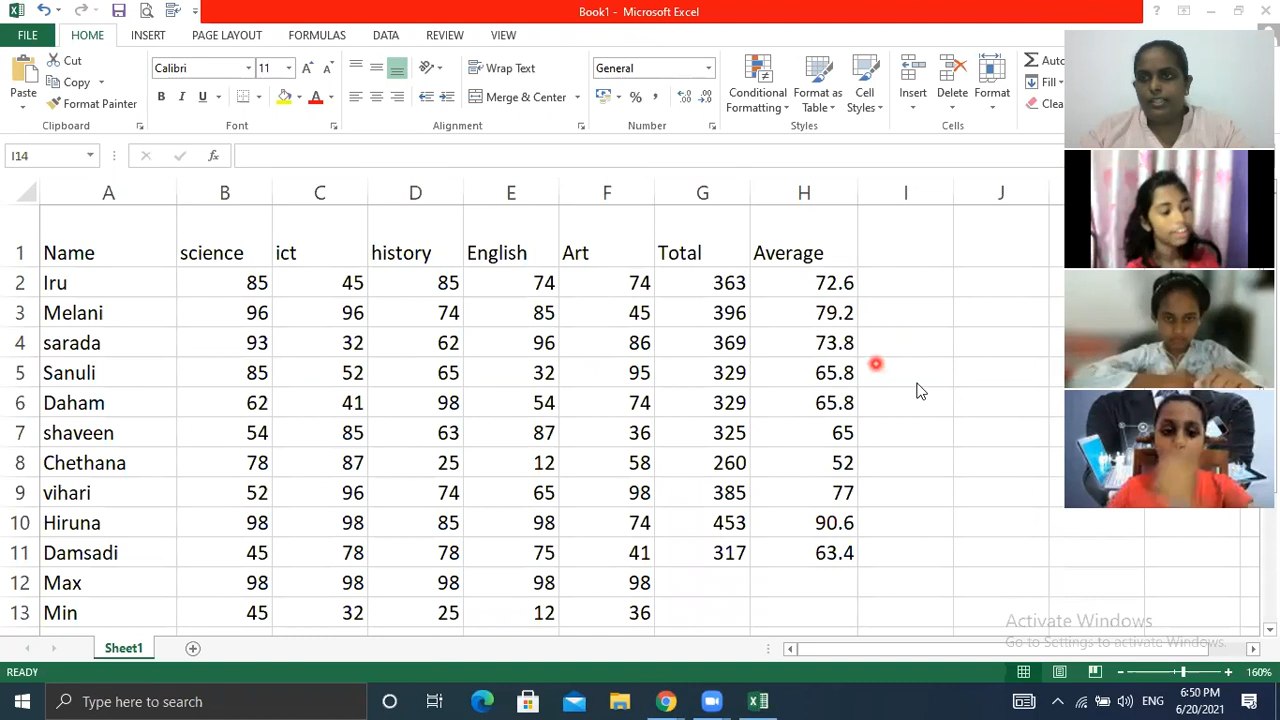 Book1 - Microsoft Excel
?
FILE HOME INSERT PAGE LAYOUT FORMULAS DATA REVIEW VIEW
Paste
Cut
Copy
Format Painter
Calibri 11
B I U
Wrap Text
Merge & Center
General
% ,
Conditional Formatting
Format as Table
Cell Styles
Insert
Delete
Format
Auto
Fill
Clea
Clipboard Font Alignment Number Styles Cells
I14 fx
A B C D E F G H I J
1 Name science ict history English Art Total Average
2 Iru 85 45 85 74 74 363 72.6
3 Melani 96 96 74 85 45 396 79.2
4 sarada 93 32 62 96 86 369 73.8
5 Sanuli 85 52 65 32 95 329 65.8
6 Daham 62 41 98 54 74 329 65.8
7 shaveen 54 85 63 87 36 325 65
8 Chethana 78 87 25 12 58 260 52
9 vihari 52 96 74 65 98 385 77
10 Hiruna 98 98 85 98 74 453 90.6
11 Damsadi 45 78 78 75 41 317 63.4
12 Max 98 98 98 98 98
13 Min 45 32 25 12 36
Activate Windows
Go to Settings to activate Windows.
Sheet1
READY 160%
Type here to search
ENG
6:50 PM
6/20/2021